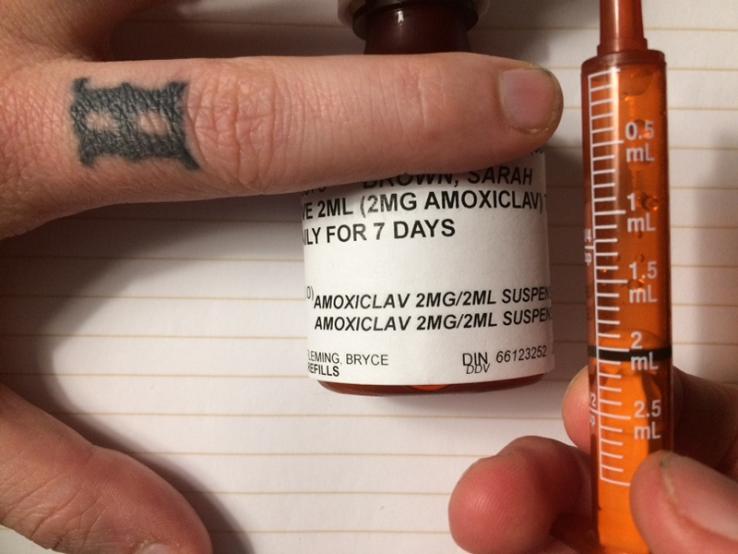 BROWN, SARAH
2ML (2MG AMOXICLAV)
FOR 7 DAYS
AMOXICLAV 2MG/2ML SUSPEN
AMOXICLAV 2MG/2ML SUSPEN
LEMING, BRYCE DIN 66123252
EFILLS DDV
0.5
mL
1
mL
1.5
mL
2
mL
2.5
mL